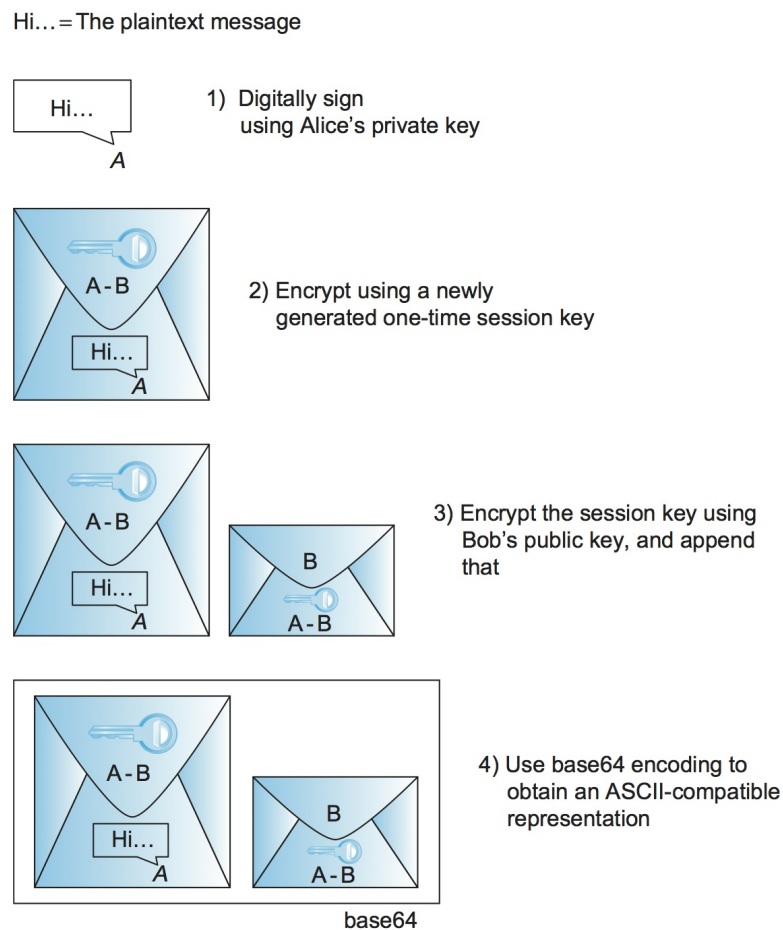 Hi...= The plaintext message
Hi...
A
1) Digitally sign
using Alice's private key
A-B
Hi...
A
2) Encrypt using a newly
generated one-time session key
A-B
Hi...
A
B
A-B
3) Encrypt the session key using
Bob's public key, and append
that
A-B
Hi...
A
B
A-B
4) Use base64 encoding to
obtain an ASCII-compatible
representation
base64